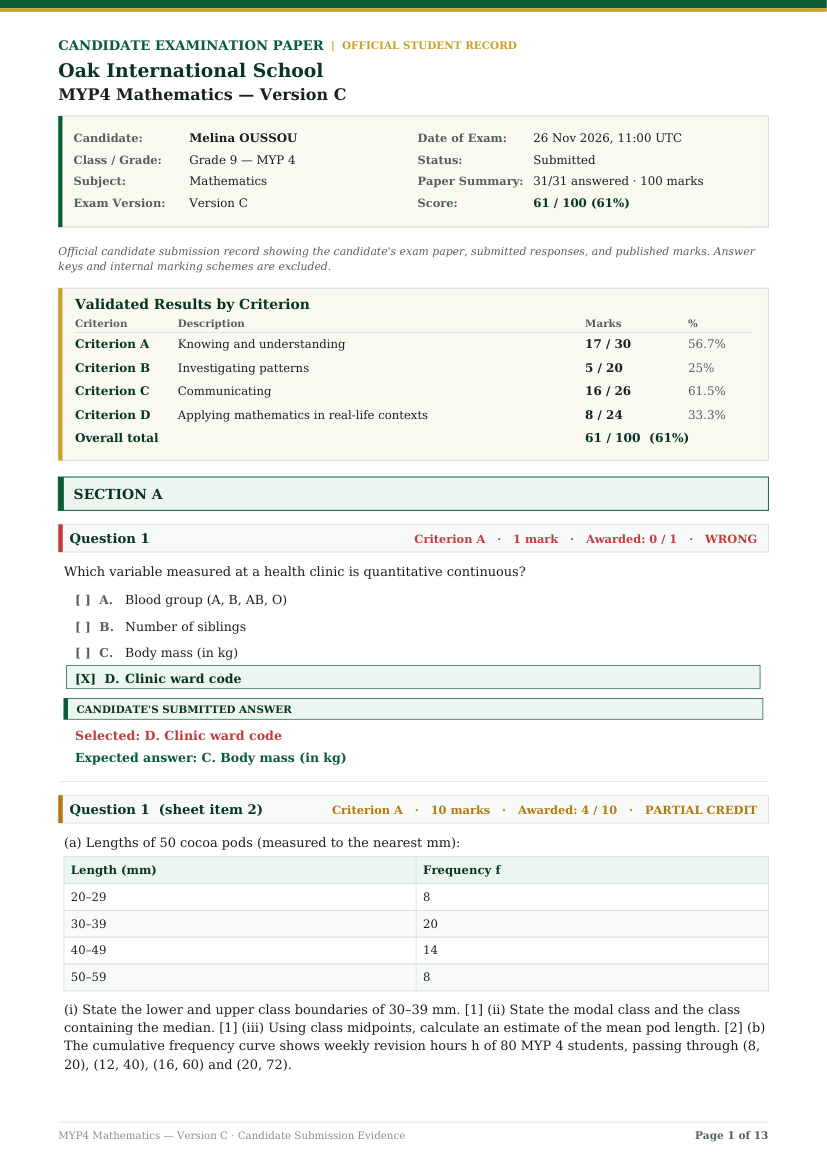 CANDIDATE EXAMINATION PAPER | OFFICIAL STUDENT RECORD
Oak International School
MYP4 Mathematics — Version C
Candidate: Melina OUSSOU Date of Exam: 26 Nov 2026, 11:00 UTC
Class / Grade: Grade 9 — MYP 4 Status: Submitted
Subject: Mathematics Paper Summary: 31/31 answered · 100 marks
Exam Version: Version C Score: 61 / 100 (61%)
Official candidate submission record showing the candidate's exam paper, submitted responses, and published marks. Answer
keys and internal marking schemes are excluded.
Validated Results by Criterion
Criterion Description Marks %
Criterion A Knowing and understanding 17 / 30 56.7%
Criterion B Investigating patterns 5 / 20 25%
Criterion C Communicating 16 / 26 61.5%
Criterion D Applying mathematics in real-life contexts 8 / 24 33.3%
Overall total 61 / 100 (61%)
SECTION A
Question 1 Criterion A · 1 mark · Awarded: 0 / 1 · WRONG
Which variable measured at a health clinic is quantitative continuous?
[ ] A. Blood group (A, B, AB, O)
[ ] B. Number of siblings
[ ] C. Body mass (in kg)
[X] D. Clinic ward code
CANDIDATE'S SUBMITTED ANSWER
Selected: D. Clinic ward code
Expected answer: C. Body mass (in kg)
Question 1 (sheet item 2) Criterion A · 10 marks · Awarded: 4 / 10 · PARTIAL CREDIT
(a) Lengths of 50 cocoa pods (measured to the nearest mm):
Length (mm) Frequency f
20–29 8
30–39 20
40–49 14
50–59 8
(i) State the lower and upper class boundaries of 30–39 mm. [1] (ii) State the modal class and the class
containing the median. [1] (iii) Using class midpoints, calculate an estimate of the mean pod length. [2] (b)
The cumulative frequency curve shows weekly revision hours h of 80 MYP 4 students, passing through (8,
20), (12, 40), (16, 60) and (20, 72).
MYP4 Mathematics — Version C · Candidate Submission Evidence Page 1 of 13